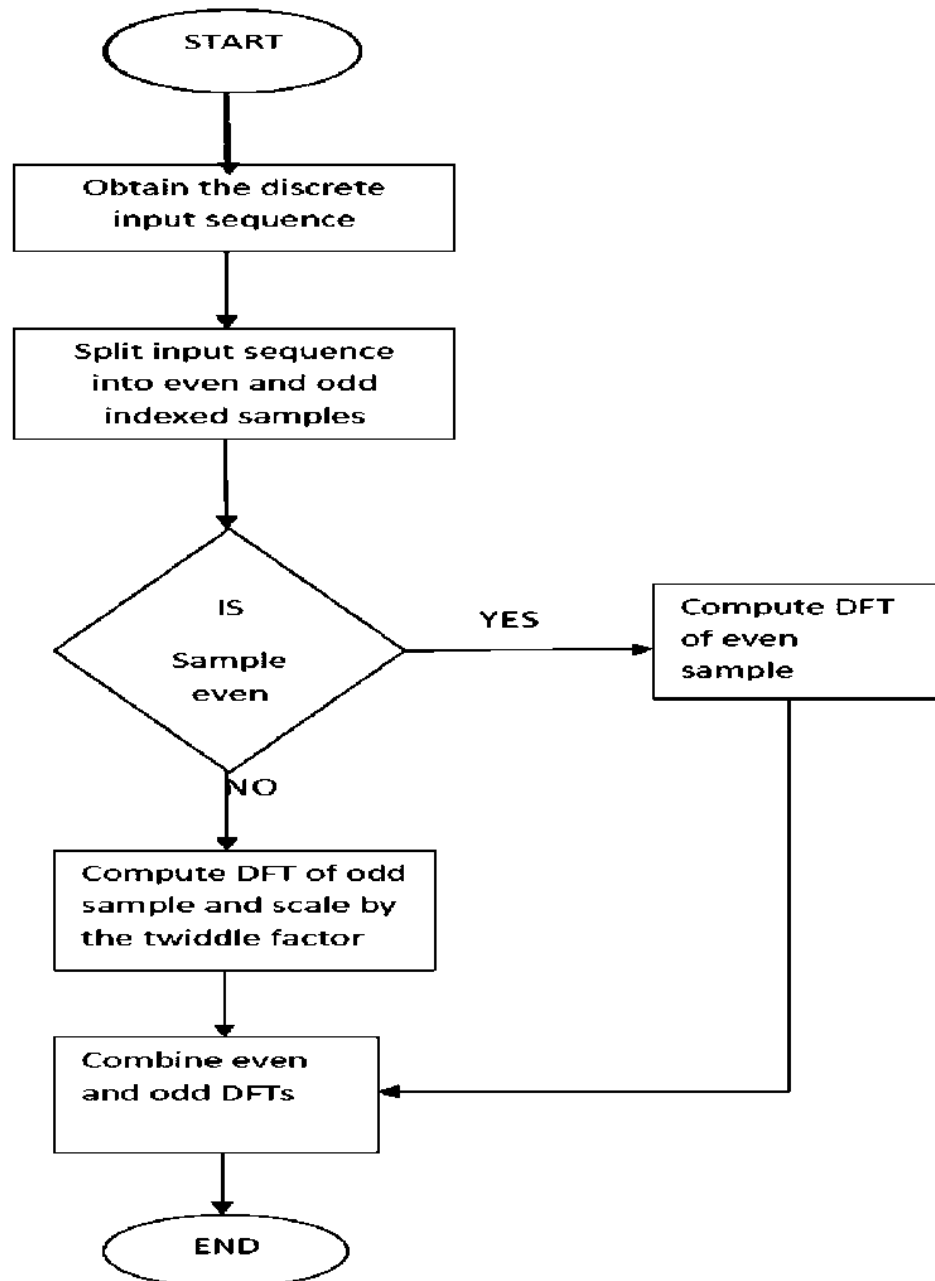 START
Obtain the discrete
input sequence
Split input sequence
into even and odd
indexed samples
IS
Sample
even
YES
Compute DFT
of even
sample
NO
Compute DFT of odd
sample and scale by
the twiddle factor
Combine even
and odd DFTs
END